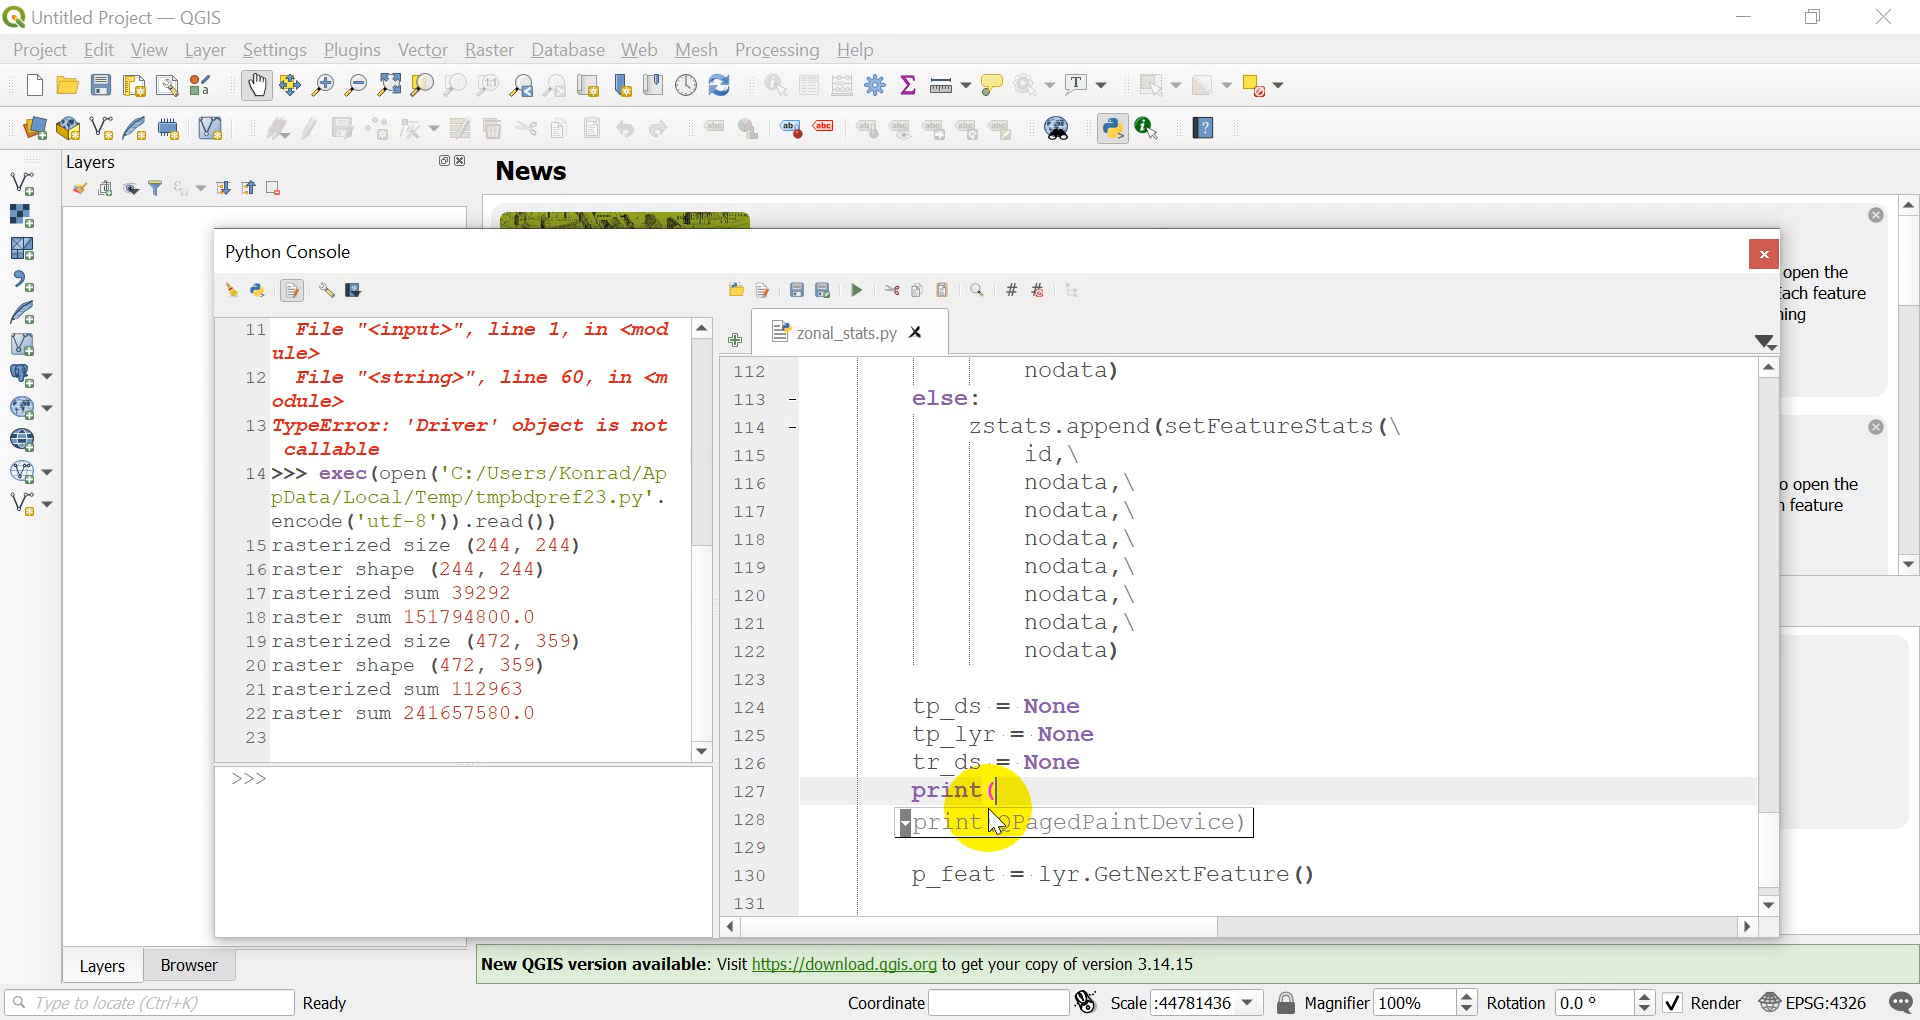 Untitled Project — QGIS
Project Edit View Layer Settings Plugins Vector Raster Database Web Mesh Processing Help
Layers
News
open the
Each feature
ning
Python Console
zonal_stats.py
11 File "<input>", line 1, in <mod
ule>
12 File "<string>", line 60, in <m
odule>
13 TypeError: 'Driver' object is not
callable
14 >>> exec(open('C:/Users/Konrad/Ap
pData/Local/Temp/tmpbdpref23.py'.
encode('utf-8')).read())
15 rasterized size (244, 244)
16 raster shape (244, 244)
17 rasterized sum 39292
18 raster sum 151794800.0
19 rasterized size (472, 359)
20 raster shape (472, 359)
21 rasterized sum 112963
22 raster sum 241657580.0
23
>>>
112 nodata)
113 else:
114 zstats.append(setFeatureStats(\
115 id,\
116 nodata,\
117 nodata,\
118 nodata,\
119 nodata,\
120 nodata,\
121 nodata,\
122 nodata)
123
124 tp_ds = None
125 tp_lyr = None
126 tr_ds = None
127 print(
128 print QPagedPaintDevice)
129
130 p_feat = lyr.GetNextFeature()
131
o open the
feature
Layers Browser
New QGIS version available: Visit https://download.qgis.org to get your copy of version 3.14.15
Type to locate (Ctrl+K) Ready Coordinate Scale :44781436 Magnifier 100% Rotation 0.0 ° Render EPSG:4326